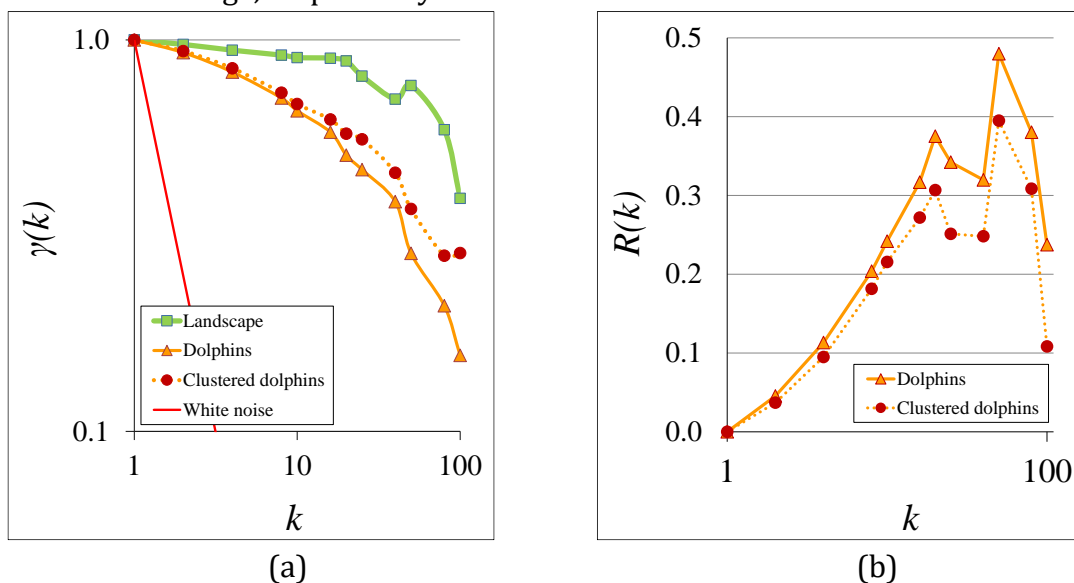 1.0
γ(k)
Landscape
Dolphins
Clustered dolphins
White noise
0.1
1 10 100
k
(a)
0.5
0.4
0.3
R(k)
0.2
0.1
Dolphins
Clustered dolphins
0.0
1 100
k
(b)